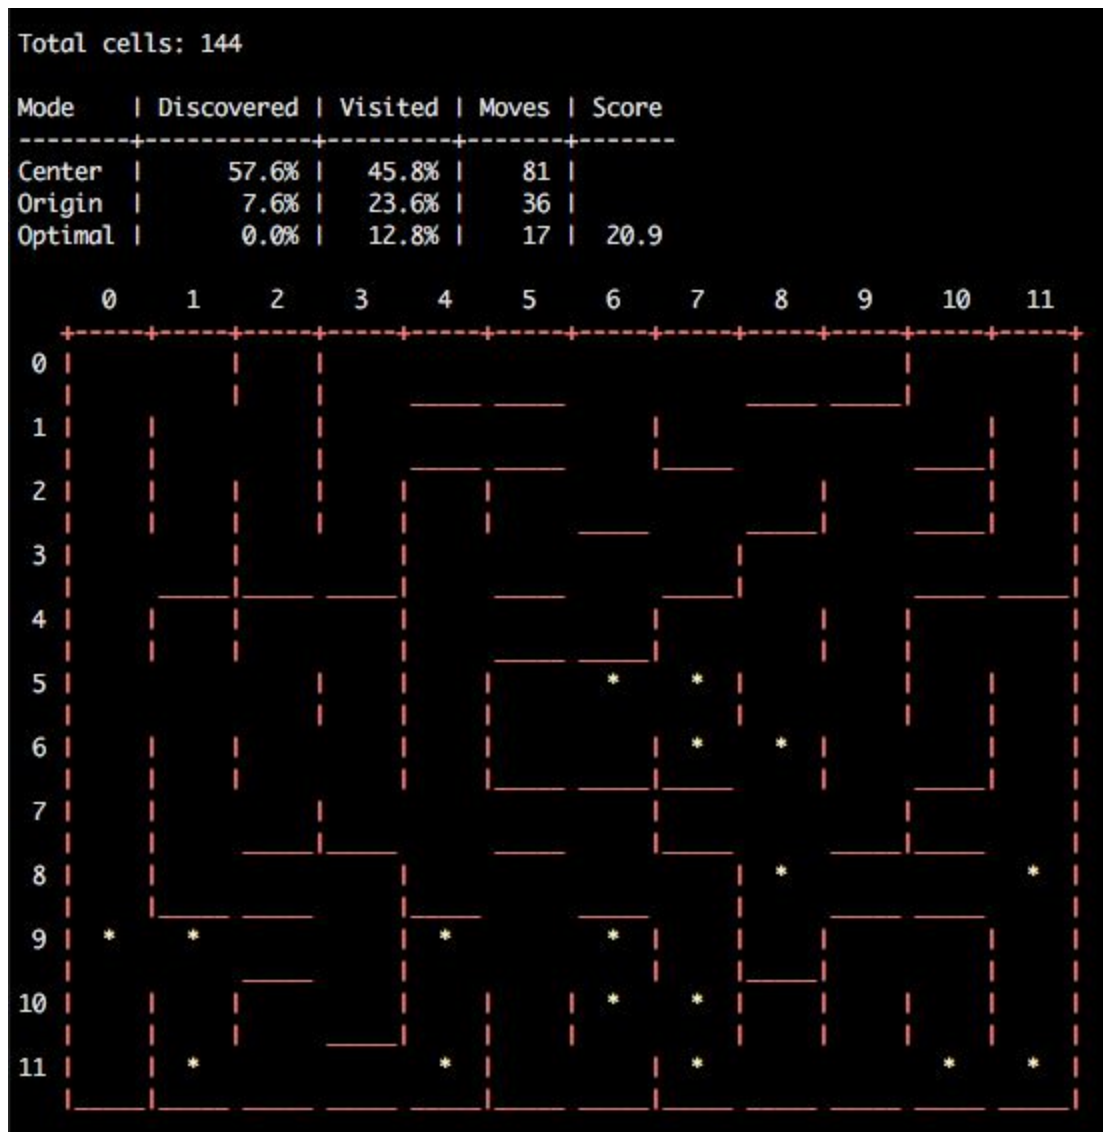 Total cells: 144
Mode | Discovered | Visited | Moves | Score
--------+------------+---------+-------+-------
Center | 57.6% | 45.8% | 81 |
Origin | 7.6% | 23.6% | 36 |
Optimal | 0.0% | 12.8% | 17 | 20.9
0 1 2 3 4 5 6 7 8 9 10 11
0
1
2
3
4
5 * *
6 * *
7
8 * *
9 * * * *
10 * *
11 * * * * *